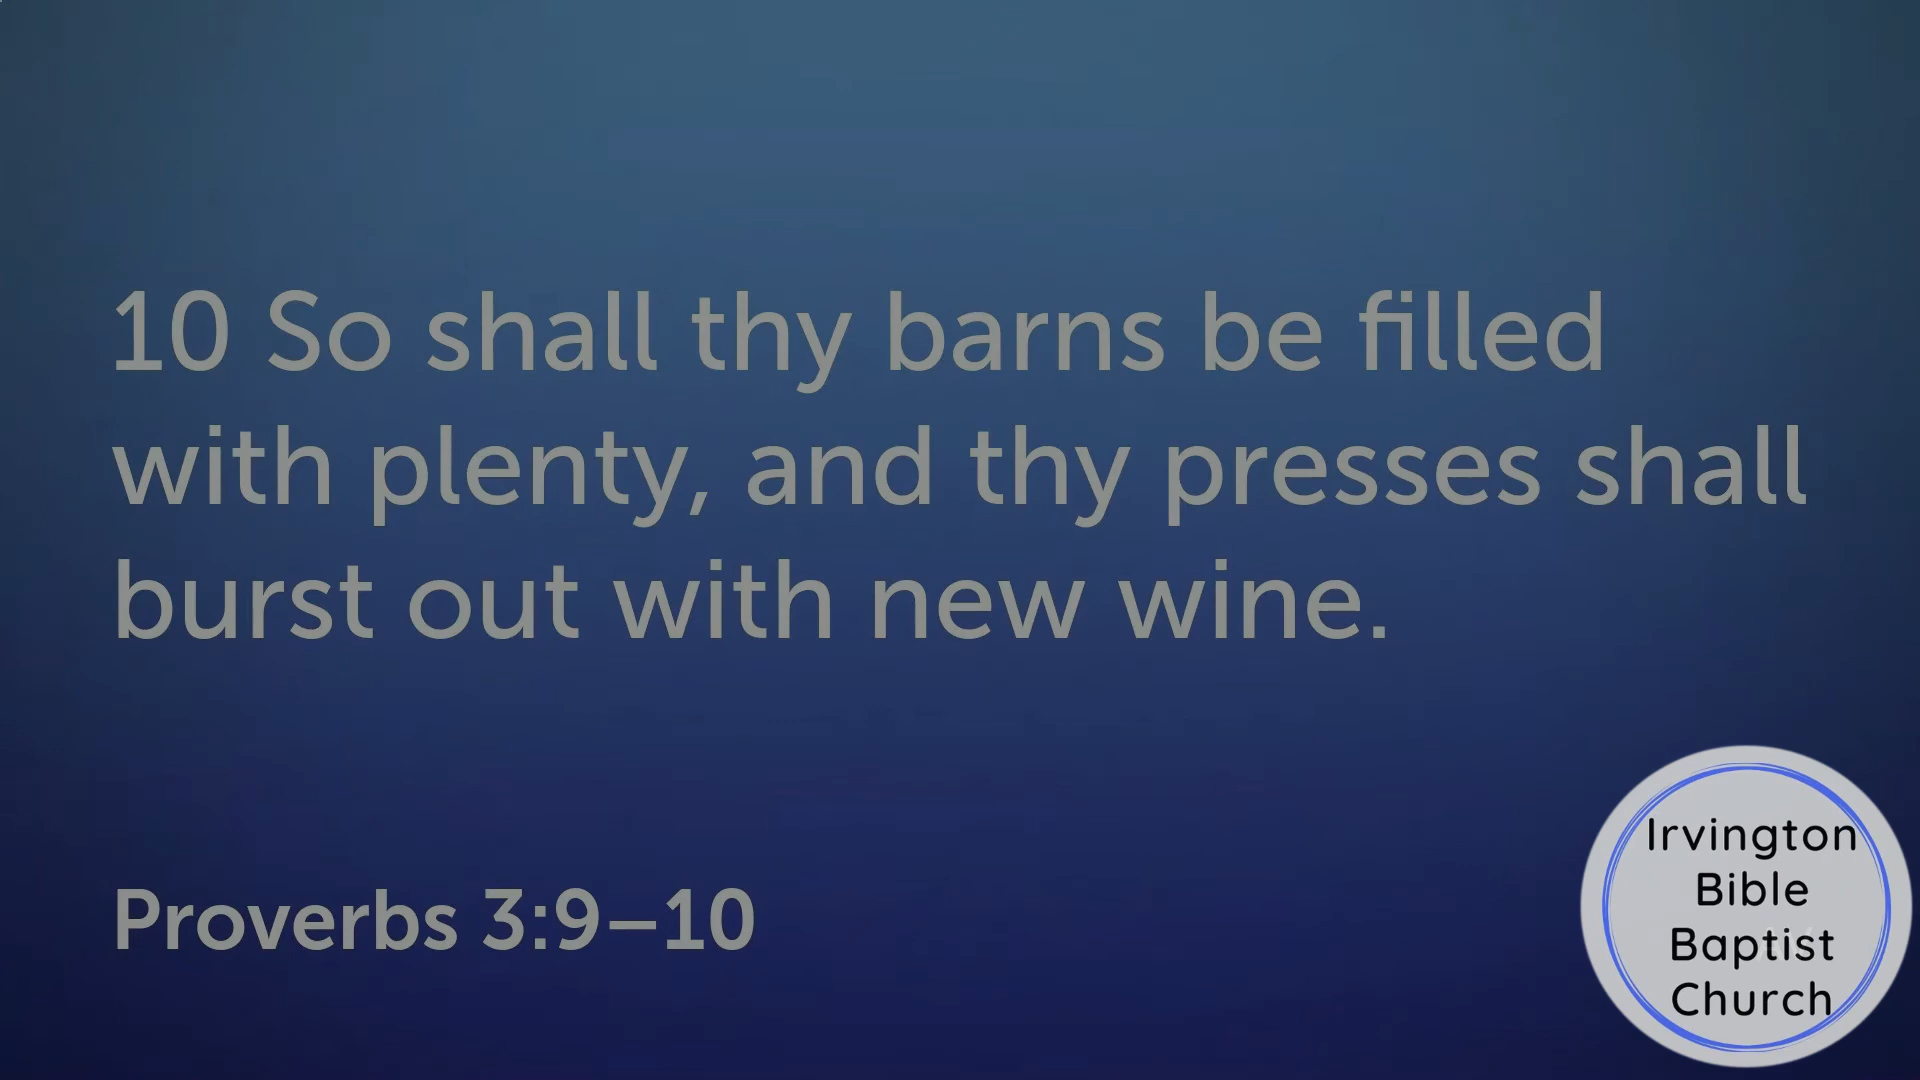 10 So shall thy barns be filled
with plenty, and thy presses shall
burst out with new wine.
Proverbs 3:9–10
Irvington
Bible
Baptist
Church